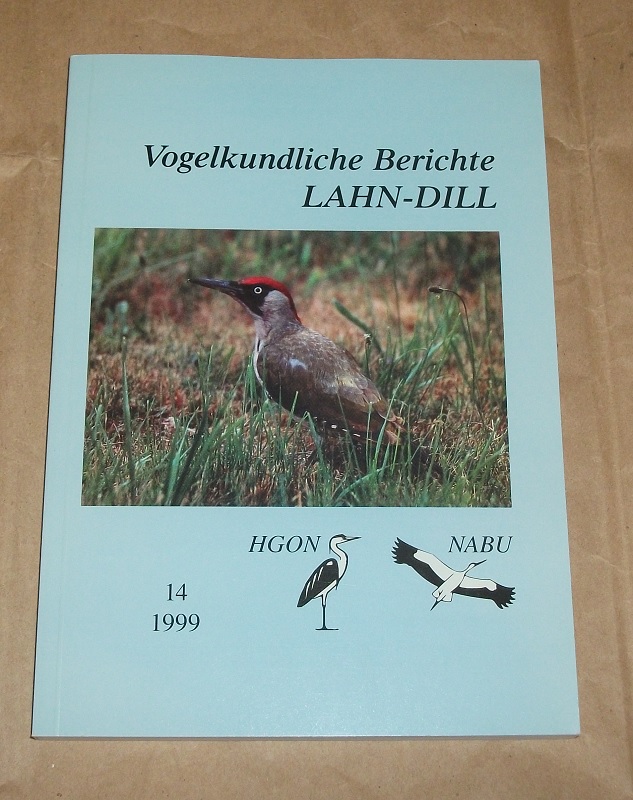 Vogelkundliche Berichte
LAHN-DILL
HGON
NABU
14
1999